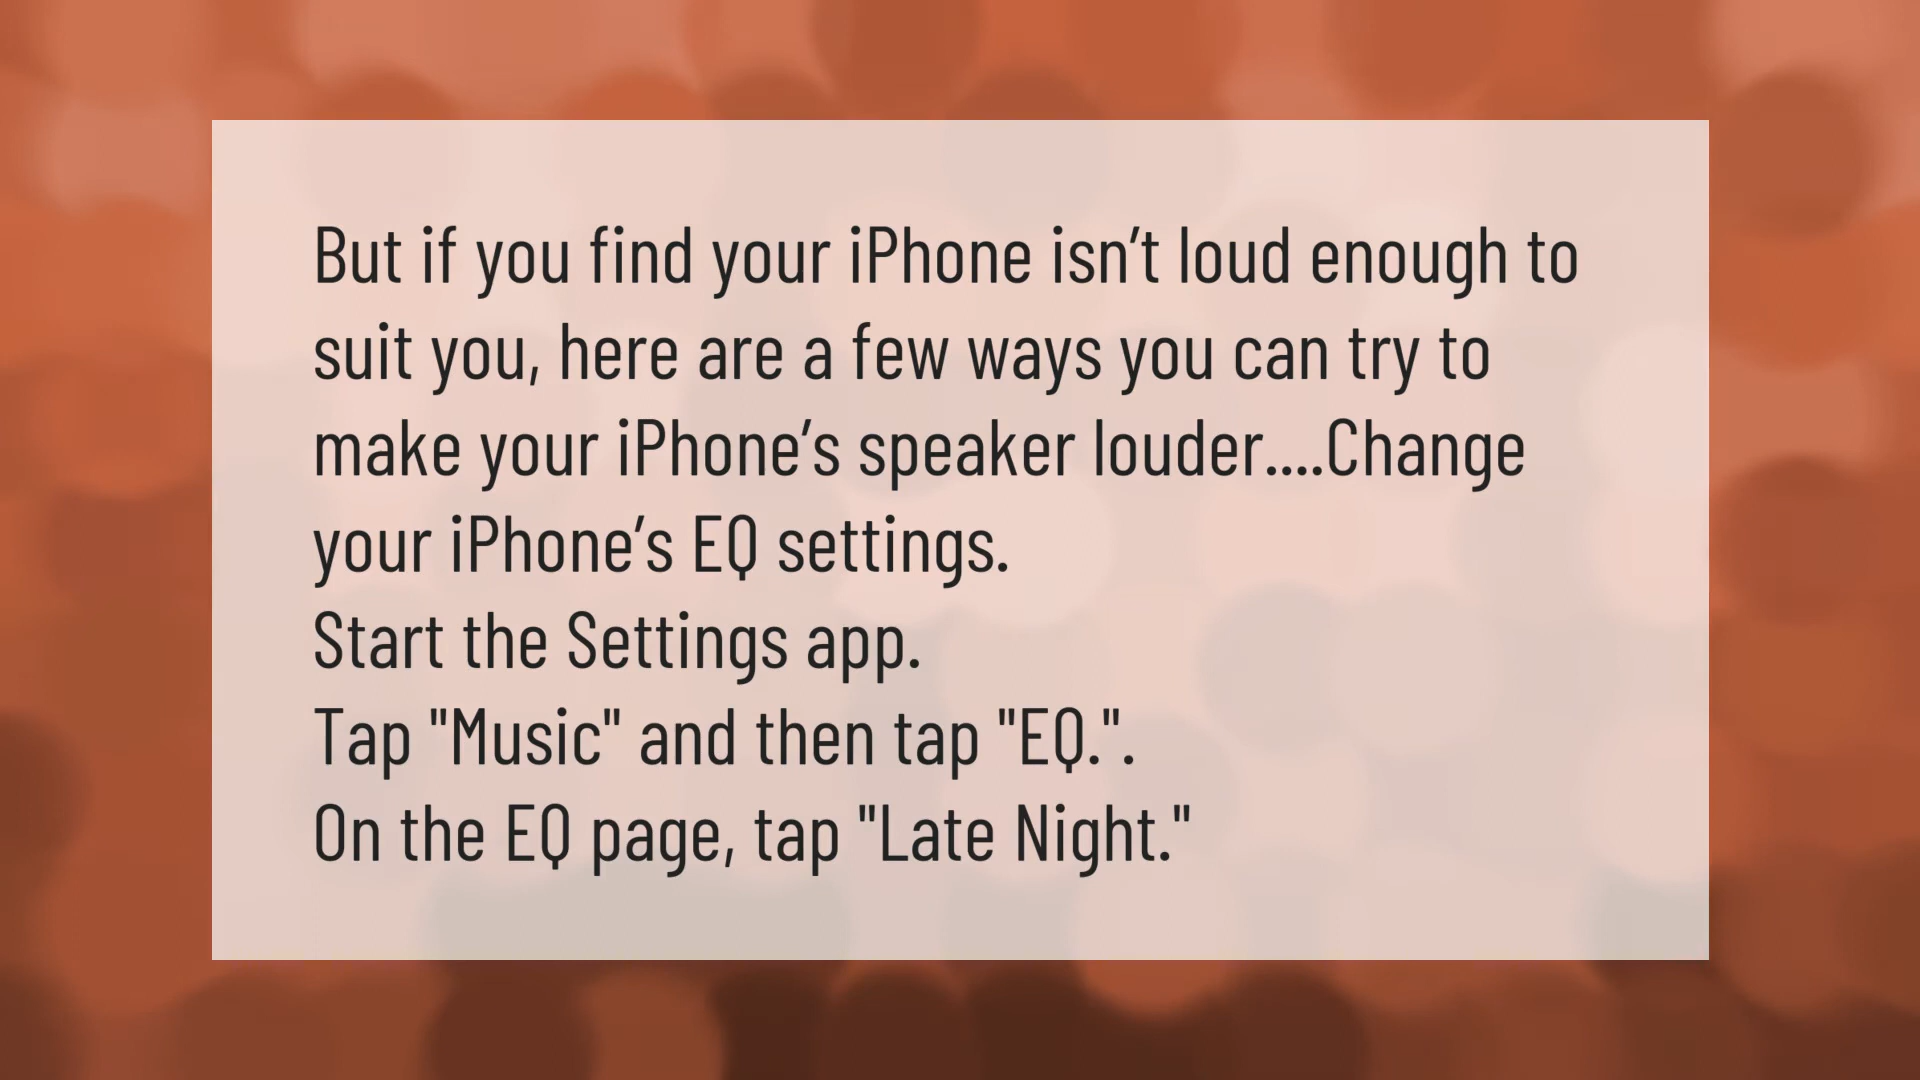 But if you find your iPhone isn’t loud enough to
suit you, here are a few ways you can try to
make your iPhone’s speaker louder....Change
your iPhone’s EQ settings.
Start the Settings app.
Tap "Music" and then tap "EQ.".
On the EQ page, tap "Late Night."